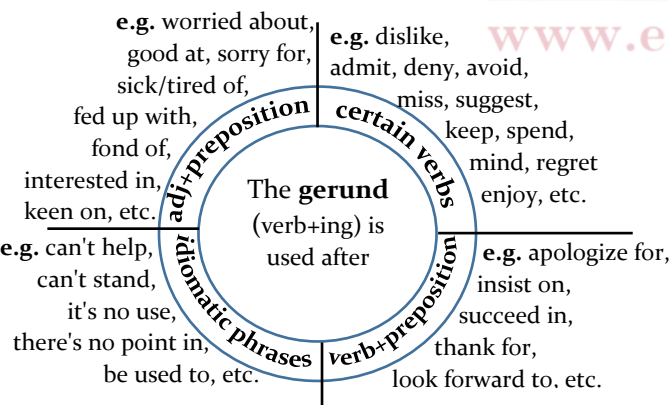 www.e
e.g. worried about,
good at, sorry for,
sick/tired of,
fed up with,
fond of,
interested in,
keen on, etc.
adj+preposition
e.g. dislike,
admit, deny, avoid,
miss, suggest,
keep, spend,
mind, regret
enjoy, etc.
certain verbs
The gerund
(verb+ing) is
used after
e.g. can't help,
can't stand,
it's no use,
there's no point in,
be used to, etc.
idiomatic phrases
e.g. apologize for,
insist on,
succeed in,
thank for,
look forward to, etc.
verb+preposition